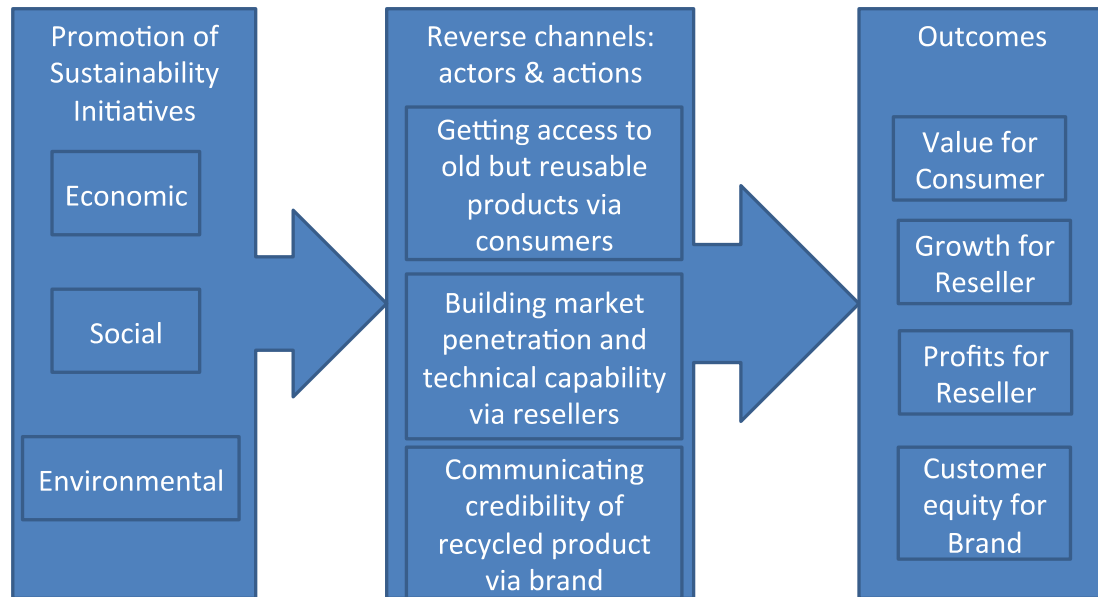 Promotion of
Sustainability
Initiatives
Economic
Social
Environmental
Reverse channels:
actors & actions
Getting access to
old but reusable
products via
consumers
Building market
penetration and
technical capability
via resellers
Communicating
credibility of
recycled product
via brand
Outcomes
Value for
Consumer
Growth for
Reseller
Profits for
Reseller
Customer
equity for
Brand